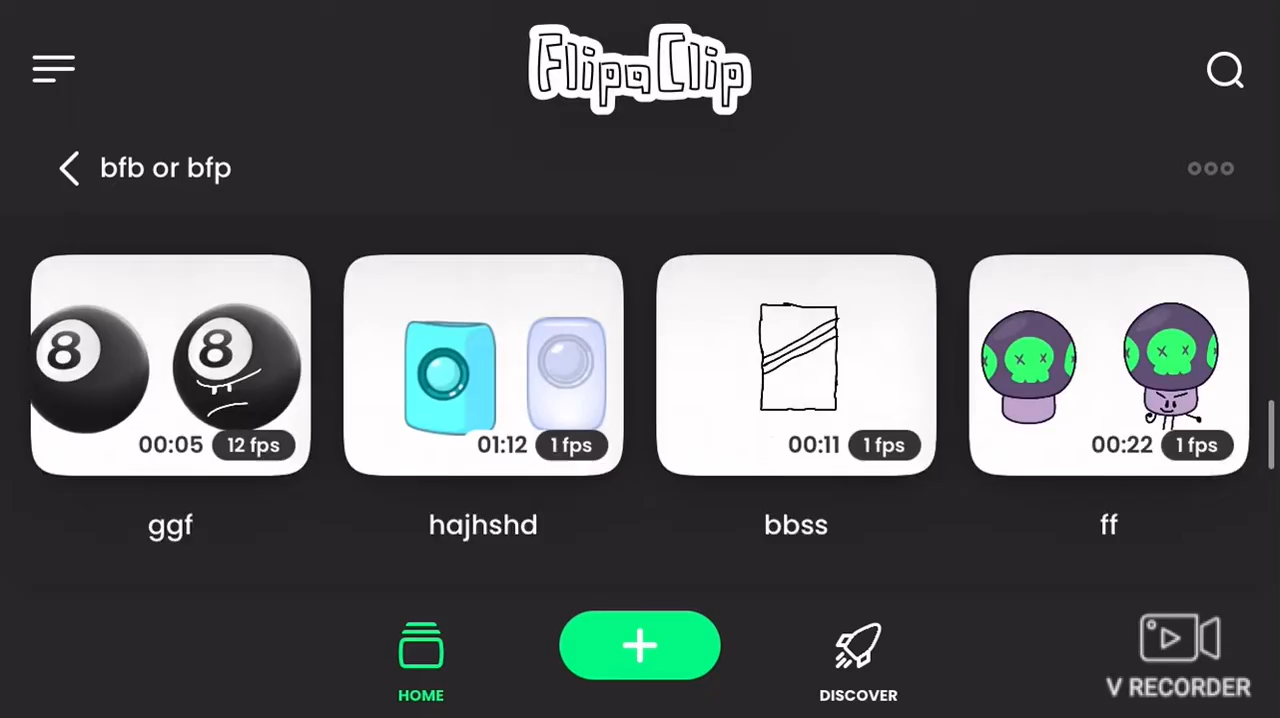 FlipaClip
bfb or bfp
8 8
00:05 12 fps
01:12 1 fps
00:11 1 fps
00:22 1 fps
ggf
hajhshd
bbss
ff
HOME
DISCOVER
V RECORDER